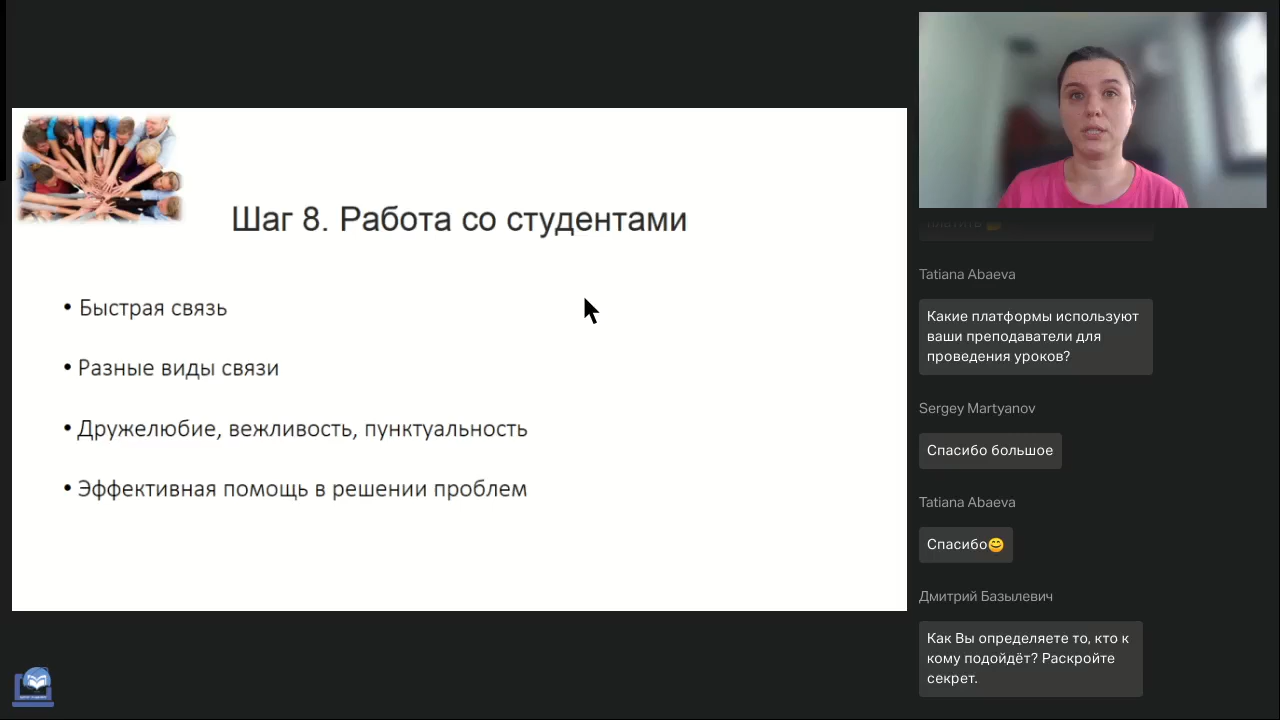 Шаг 8. Работа со студентами
• Быстрая связь
• Разные виды связи
• Дружелюбие, вежливость, пунктуальность
• Эффективная помощь в решении проблем
Tatiana Abaeva
Какие платформы используют
ваши преподаватели для
проведения уроков?
Sergey Martyanov
Спасибо большое
Tatiana Abaeva
Спасибо😊
Дмитрий Базылевич
Как Вы определяете то, кто к
кому подойдёт? Раскройте
секрет.